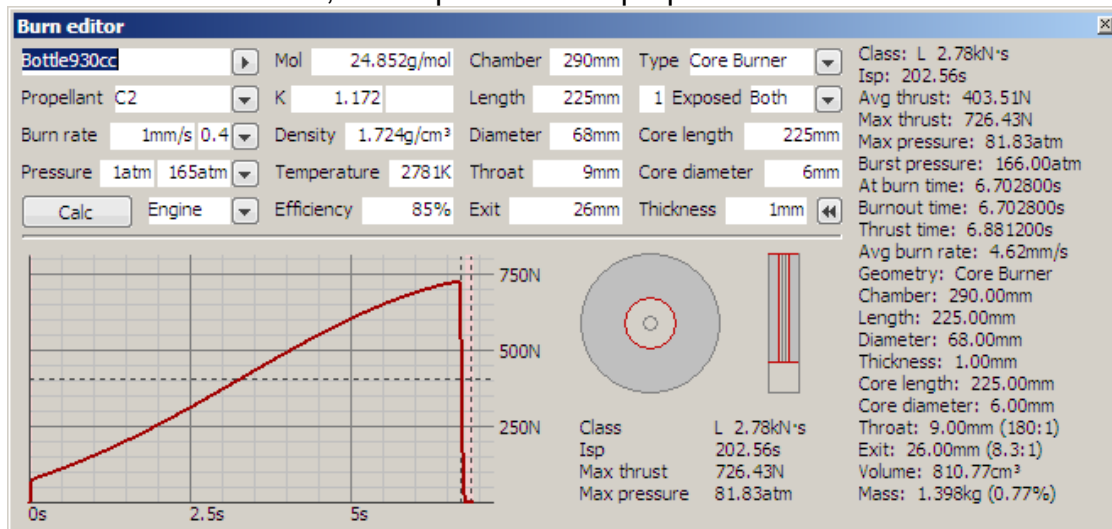 Burn editor
Bottle930cc Mol 24.852g/mol Chamber 290mm Type Core Burner
Propellant C2 K 1.172 Length 225mm 1 Exposed Both
Burn rate 1mm/s 0.4 Density 1.724g/cm³ Diameter 68mm Core length 225mm
Pressure 1atm 165atm Temperature 2781K Throat 9mm Core diameter 6mm
Calc Engine Efficiency 85% Exit 26mm Thickness 1mm
750N
500N
250N
0s 2.5s 5s
Class L 2.78kN·s
Isp 202.56s
Max thrust 726.43N
Max pressure 81.83atm
Class: L 2.78kN·s
Isp: 202.56s
Avg thrust: 403.51N
Max thrust: 726.43N
Max pressure: 81.83atm
Burst pressure: 166.00atm
At burn time: 6.702800s
Burnout time: 6.702800s
Thrust time: 6.881200s
Avg burn rate: 4.62mm/s
Geometry: Core Burner
Chamber: 290.00mm
Length: 225.00mm
Diameter: 68.00mm
Thickness: 1.00mm
Core length: 225.00mm
Core diameter: 6.00mm
Throat: 9.00mm (180:1)
Exit: 26.00mm (8.3:1)
Volume: 810.77cm³
Mass: 1.398kg (0.77%)